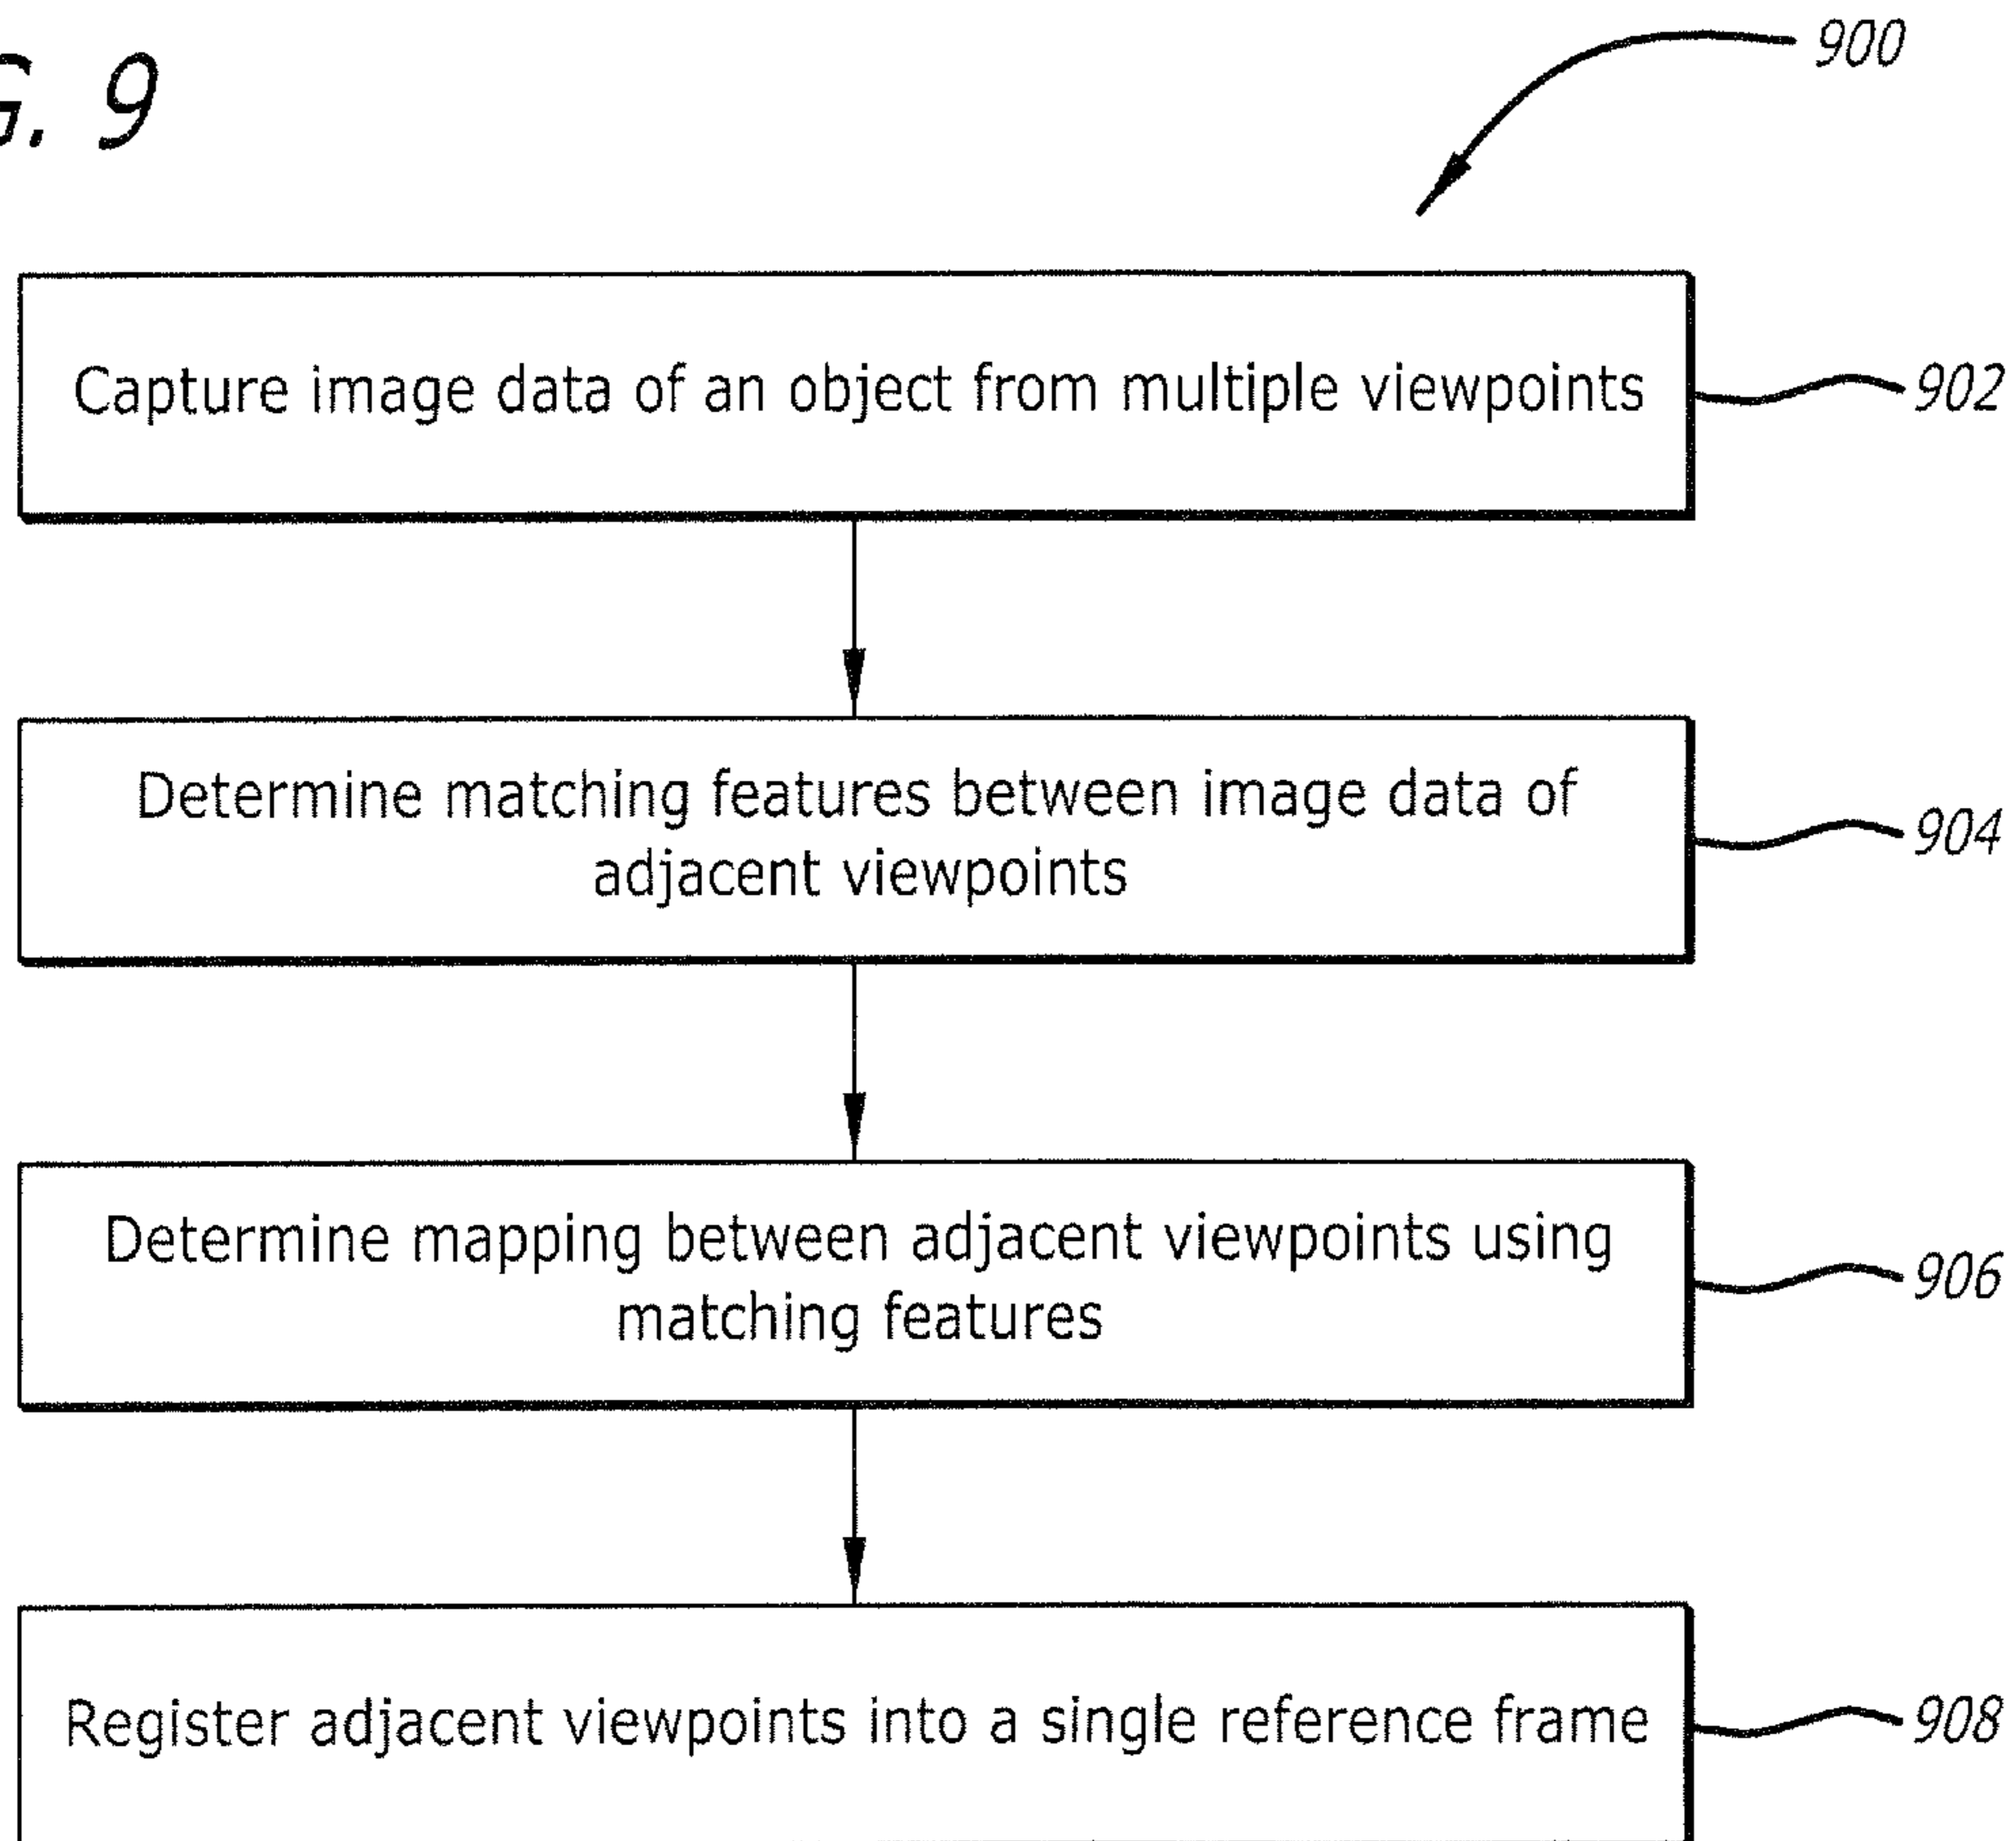 G. 9
900
Capture image data of an object from multiple viewpoints
902
Determine matching features between image data of
adjacent viewpoints
904
Determine mapping between adjacent viewpoints using
matching features
906
Register adjacent viewpoints into a single reference frame
908